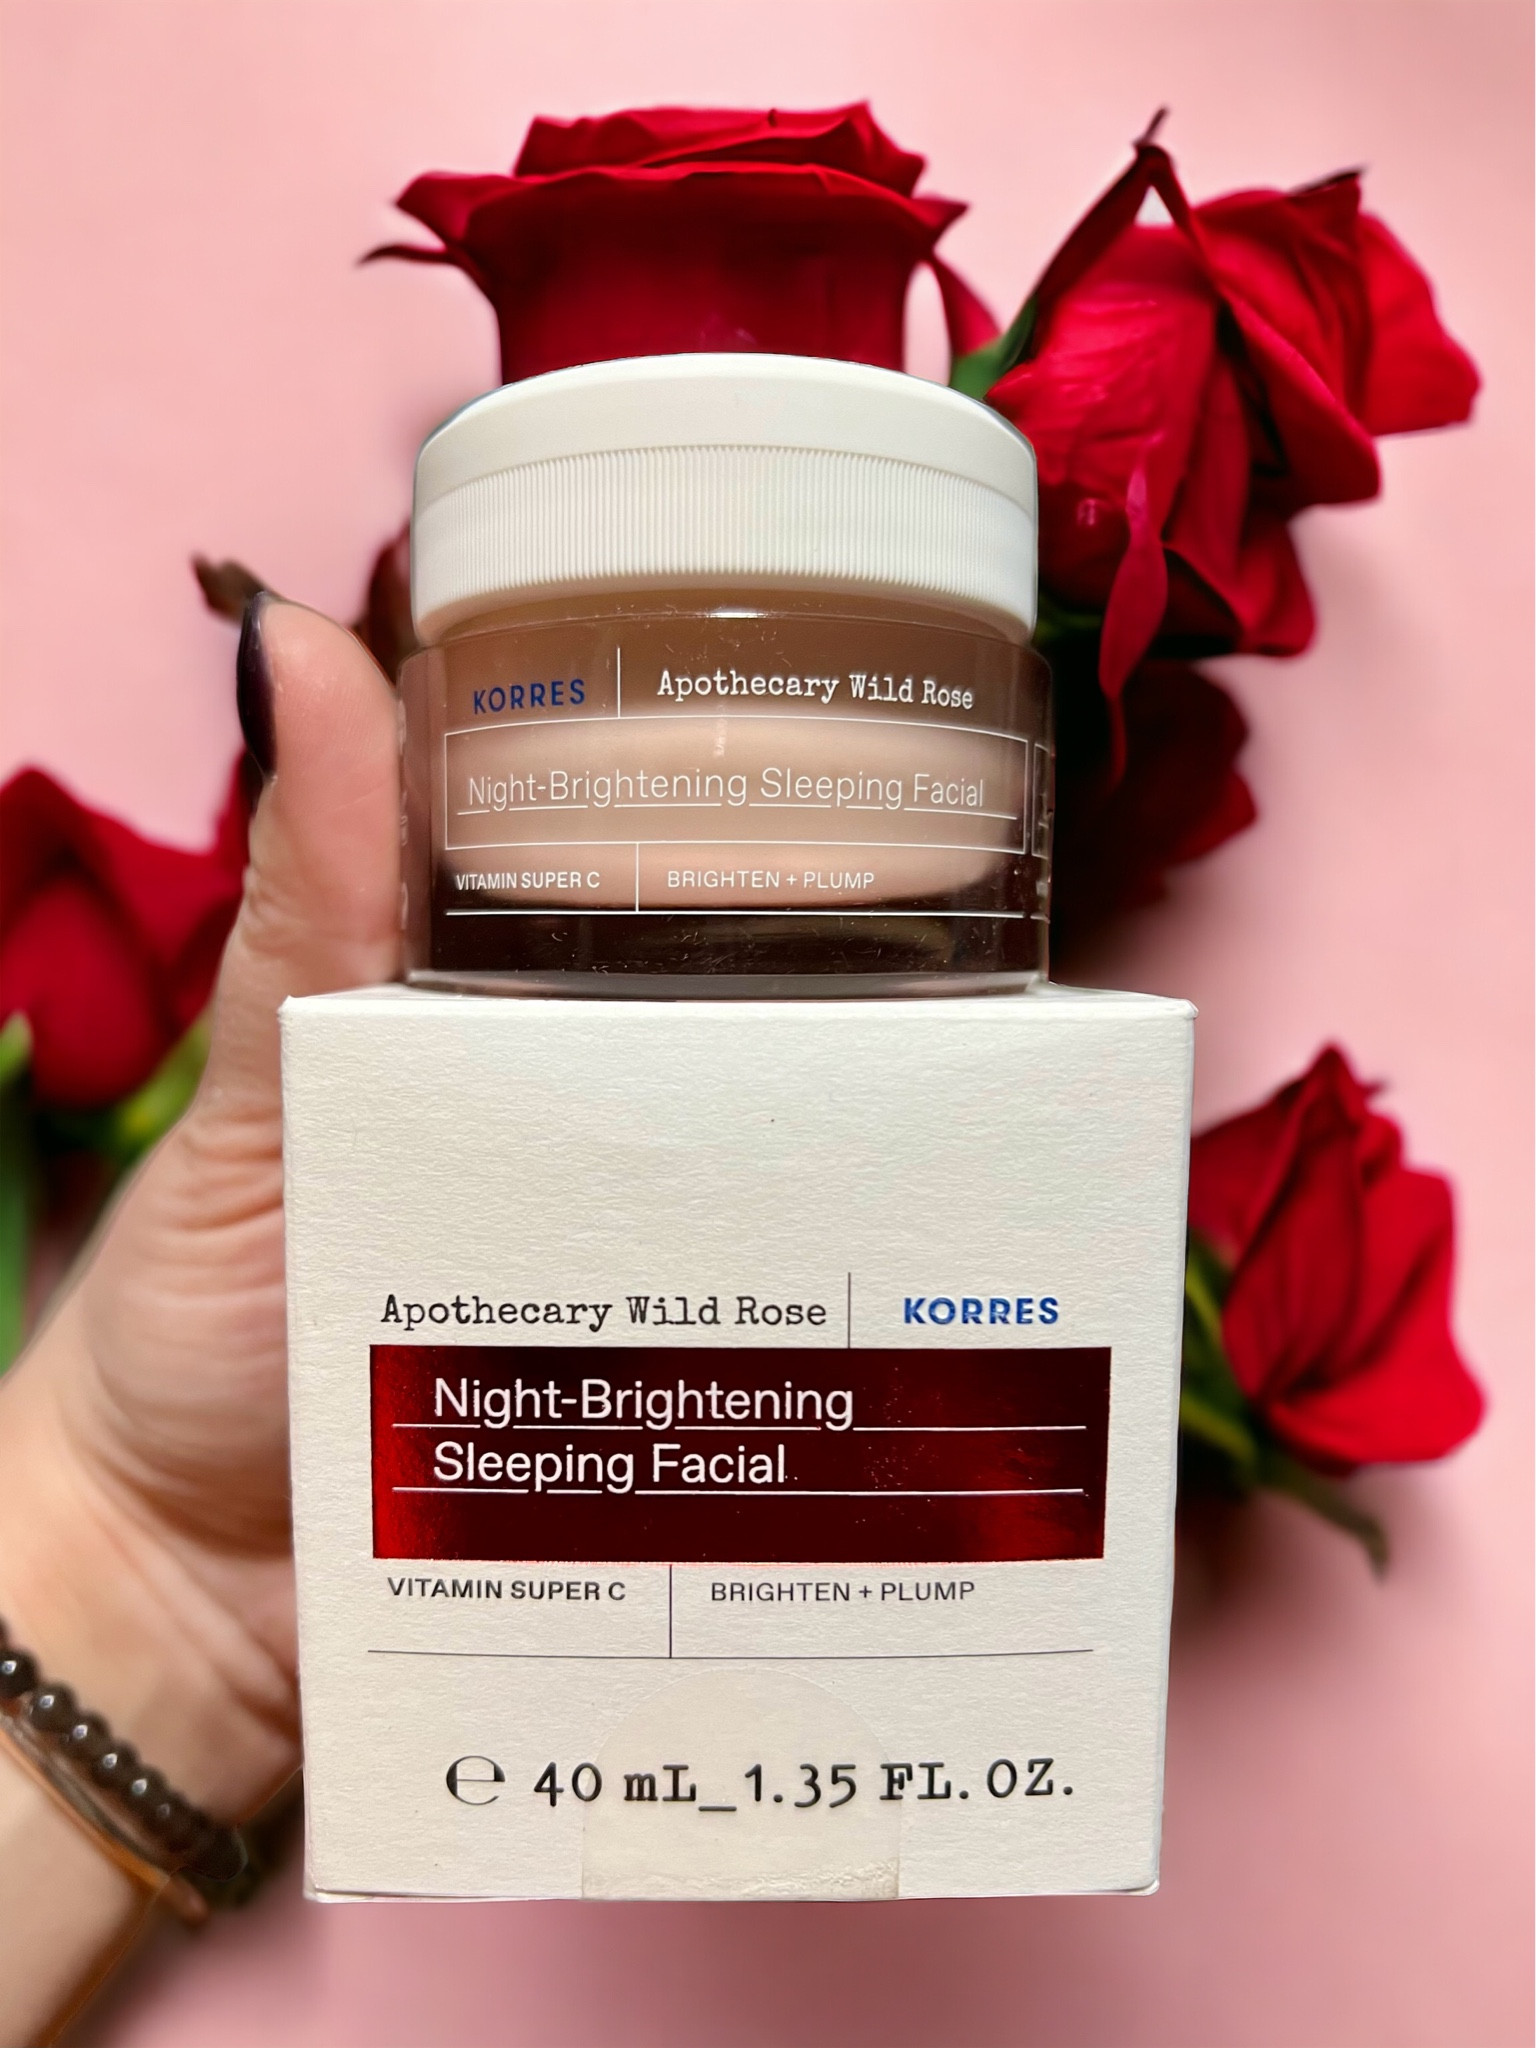 KORRES Apothecary Wild Rose
Night-Brightening Sleeping Facial
VITAMIN SUPER C BRIGHTEN + PLUMP
Apothecary Wild Rose KORRES
Night-Brightening
Sleeping Facial
VITAMIN SUPER C BRIGHTEN + PLUMP
℮ 40 mL_1.35 FL. OZ.